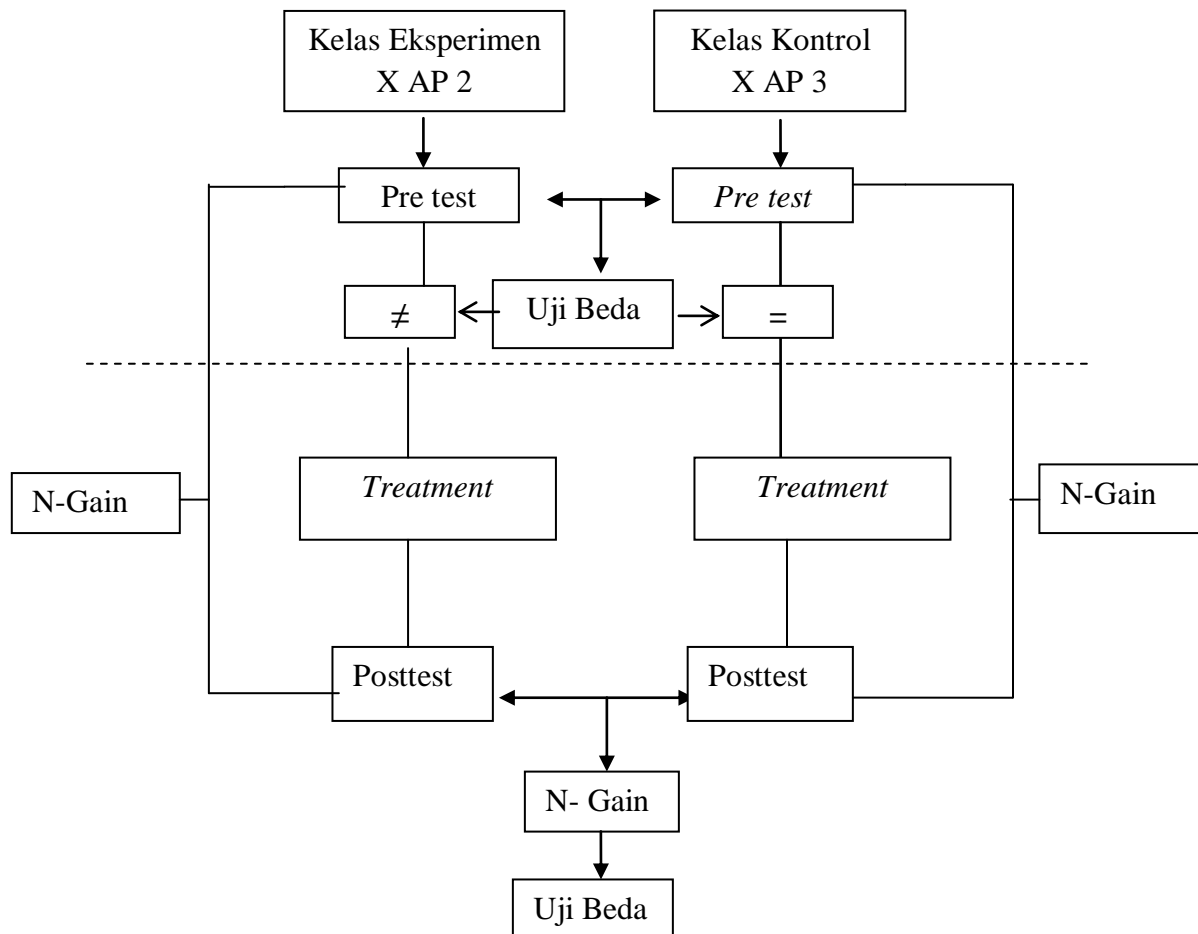 Kelas Eksperimen
X AP 2
Kelas Kontrol
X AP 3
Pre test
Pre test
≠
Uji Beda
=
N-Gain
Treatment
Treatment
N-Gain
Posttest
Posttest
N- Gain
Uji Beda